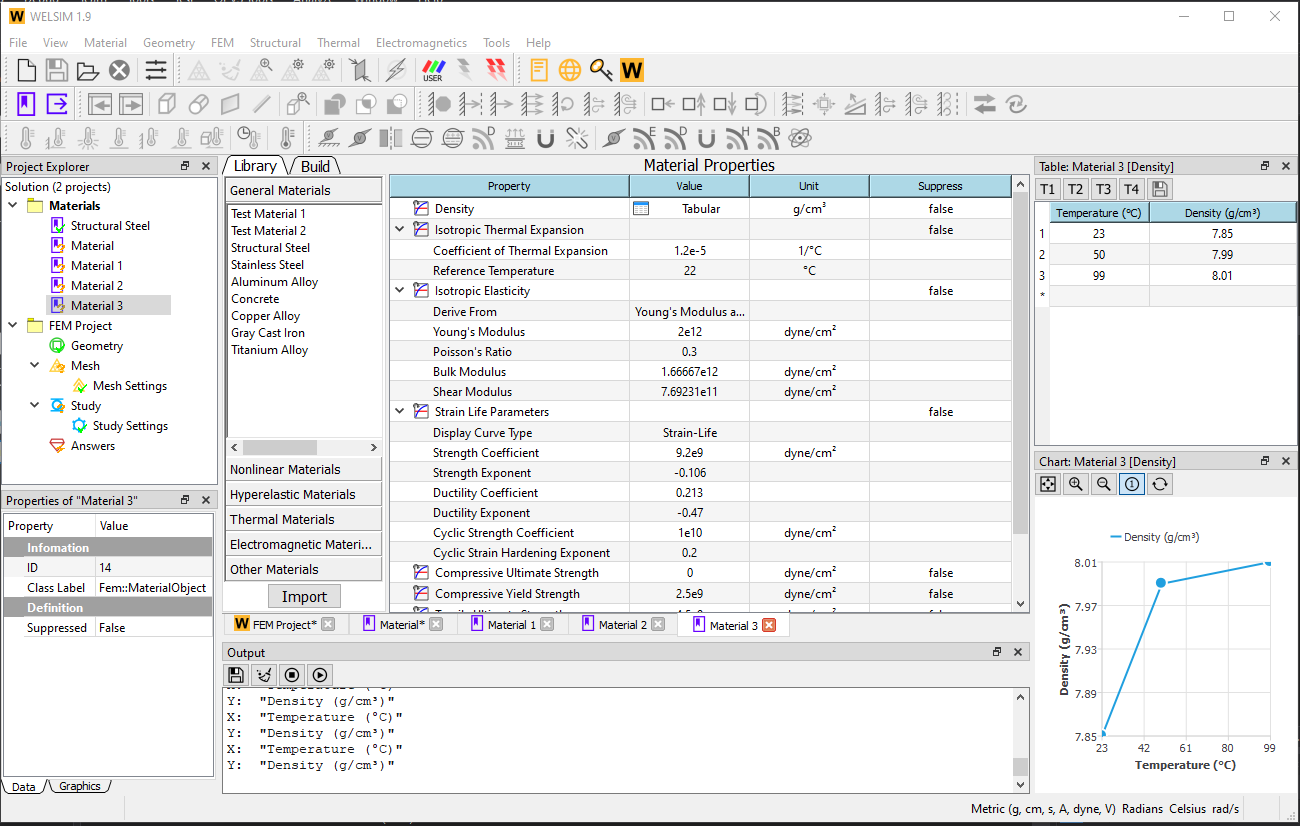 WELSIM 1.9
File View Material Geometry FEM Structural Thermal Electromagnetics Tools Help
USER
W
E D H B
Project Explorer
Solution (2 projects)
Materials
Structural Steel
Material
Material 1
Material 2
Material 3
FEM Project
Geometry
Mesh
Mesh Settings
Study
Study Settings
Answers
Properties of "Material 3"
Property Value
Infomation
ID 14
Class Label Fem::MaterialObject
Definition
Suppressed False
Data Graphics
Library Build
General Materials
Test Material 1
Test Material 2
Structural Steel
Stainless Steel
Aluminum Alloy
Concrete
Copper Alloy
Gray Cast Iron
Titanium Alloy
Nonlinear Materials
Hyperelastic Materials
Thermal Materials
Electromagnetic Materi...
Other Materials
Import
Material Properties
Property Value Unit Suppress
Density Tabular g/cm³ false
Isotropic Thermal Expansion false
Coefficient of Thermal Expansion 1.2e-5 1/°C
Reference Temperature 22 °C
Isotropic Elasticity false
Derive From Young's Modulus a...
Young's Modulus 2e12 dyne/cm²
Poisson's Ratio 0.3
Bulk Modulus 1.66667e12 dyne/cm²
Shear Modulus 7.69231e11 dyne/cm²
Strain Life Parameters false
Display Curve Type Strain-Life
Strength Coefficient 9.2e9 dyne/cm²
Strength Exponent -0.106
Ductility Coefficient 0.213
Ductility Exponent -0.47
Cyclic Strength Coefficient 1e10 dyne/cm²
Cyclic Strain Hardening Exponent 0.2
Compressive Ultimate Strength 0 dyne/cm² false
Compressive Yield Strength 2.5e9 dyne/cm² false
FEM Project* Material* Material 1 Material 2 Material 3
Output
Y: "Density (g/cm³)"
X: "Temperature (°C)"
Y: "Density (g/cm³)"
X: "Temperature (°C)"
Y: "Density (g/cm³)"
Table: Material 3 [Density]
T1 T2 T3 T4
Temperature (°C) Density (g/cm³)
1 23 7.85
2 50 7.99
3 99 8.01
*
Chart: Material 3 [Density]
Density (g/cm³)
8.01
7.97
7.93
7.89
7.85
Density (g/cm³)
23 42 61 80 99
Temperature (°C)
Metric (g, cm, s, A, dyne, V) Radians Celsius rad/s